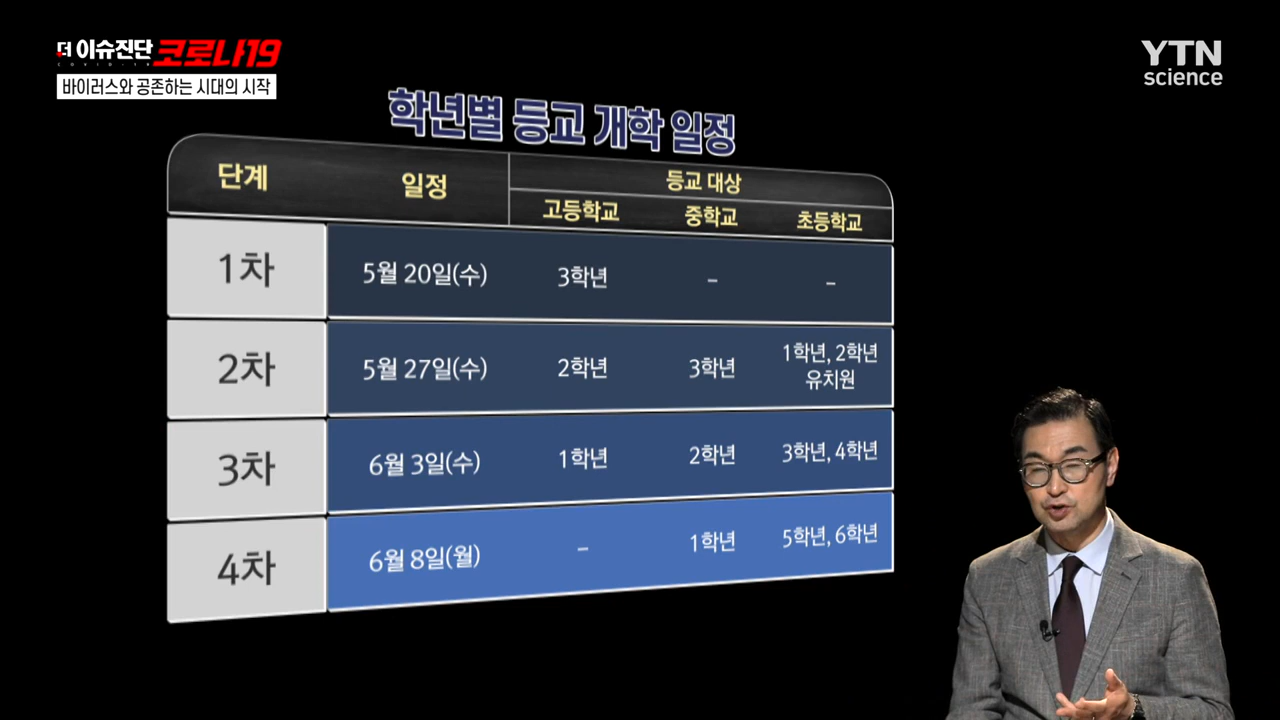 더 이슈진단 코로나19
COVID-19
바이러스와 공존하는 시대의 시작
YTN
science
학년별 등교 개학 일정
단계 일정 등교 대상
고등학교 중학교 초등학교
1차 5월 20일(수) 3학년 - -
2차 5월 27일(수) 2학년 3학년 1학년, 2학년
유치원
3차 6월 3일(수) 1학년 2학년 3학년, 4학년
4차 6월 8일(월) - 1학년 5학년, 6학년